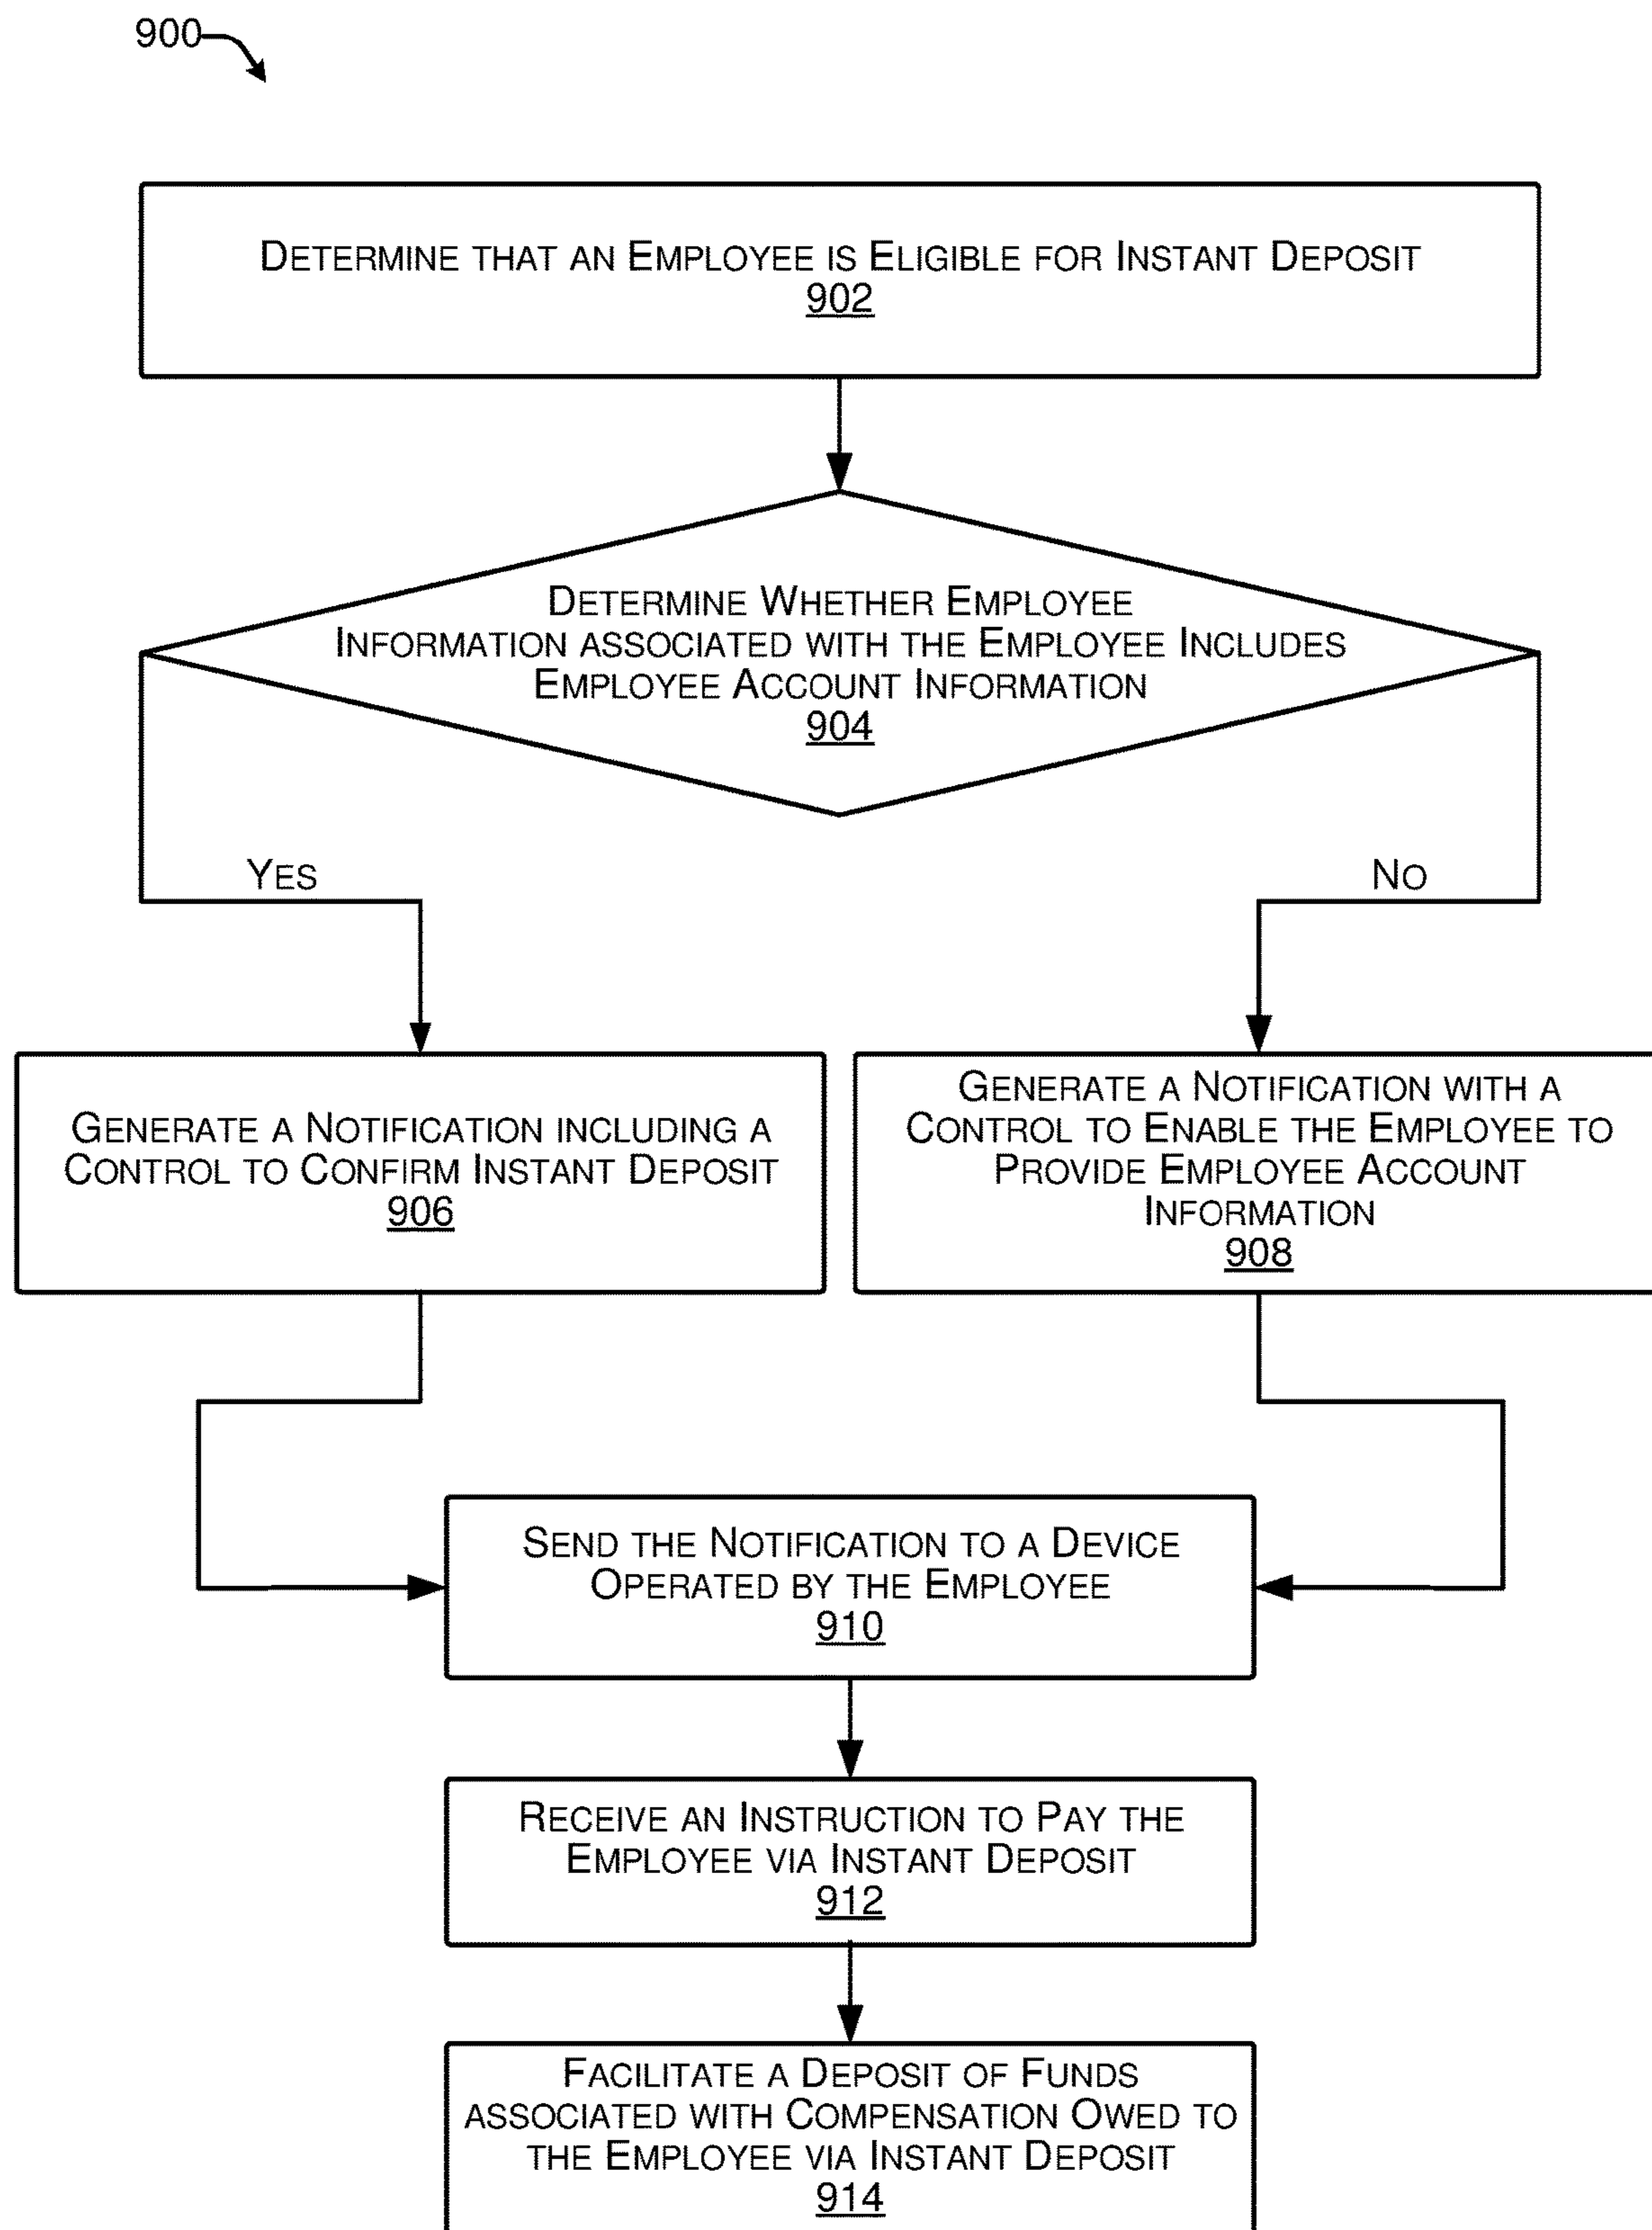 900
DETERMINE THAT AN EMPLOYEE IS ELIGIBLE FOR INSTANT DEPOSIT
902
DETERMINE WHETHER EMPLOYEE
INFORMATION ASSOCIATED WITH THE EMPLOYEE INCLUDES
EMPLOYEE ACCOUNT INFORMATION
904
YES
NO
GENERATE A NOTIFICATION INCLUDING A
CONTROL TO CONFIRM INSTANT DEPOSIT
906
GENERATE A NOTIFICATION WITH A
CONTROL TO ENABLE THE EMPLOYEE TO
PROVIDE EMPLOYEE ACCOUNT
INFORMATION
908
SEND THE NOTIFICATION TO A DEVICE
OPERATED BY THE EMPLOYEE
910
RECEIVE AN INSTRUCTION TO PAY THE
EMPLOYEE VIA INSTANT DEPOSIT
912
FACILITATE A DEPOSIT OF FUNDS
ASSOCIATED WITH COMPENSATION OWED TO
THE EMPLOYEE VIA INSTANT DEPOSIT
914